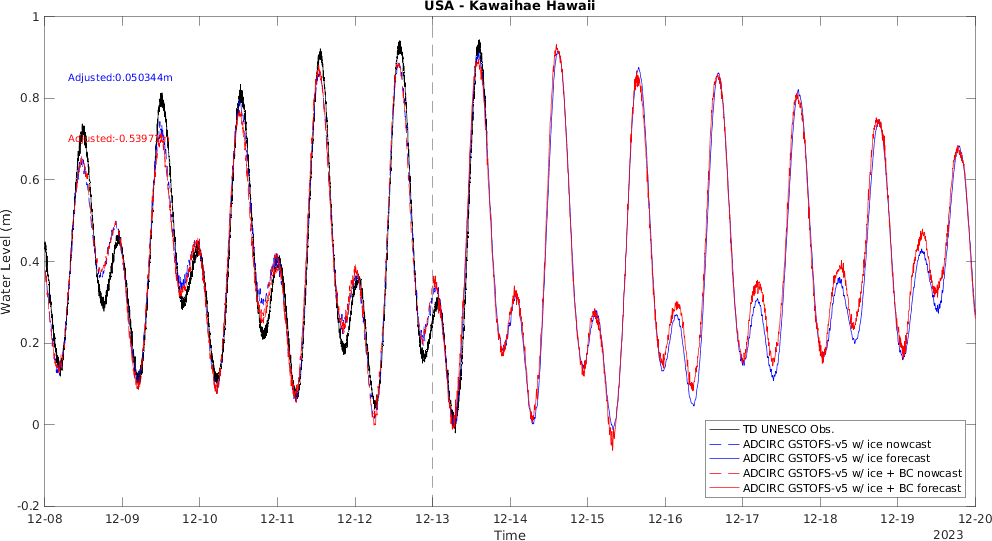 USA - Kawaihae Hawaii
1
0.8
0.6
0.4
0.2
0
-0.2
Water Level (m)
Adjusted:0.050344m
TD UNESCO Obs.
ADCIRC GSTOFS-v5 w/ ice nowcast
ADCIRC GSTOFS-v5 w/ ice forecast
ADCIRC GSTOFS-v5 w/ ice + BC nowcast
ADCIRC GSTOFS-v5 w/ ice + BC forecast
12-08 12-09 12-10 12-11 12-12 12-13 12-14 12-15 12-16 12-17 12-18 12-19 12-20
Time
2023